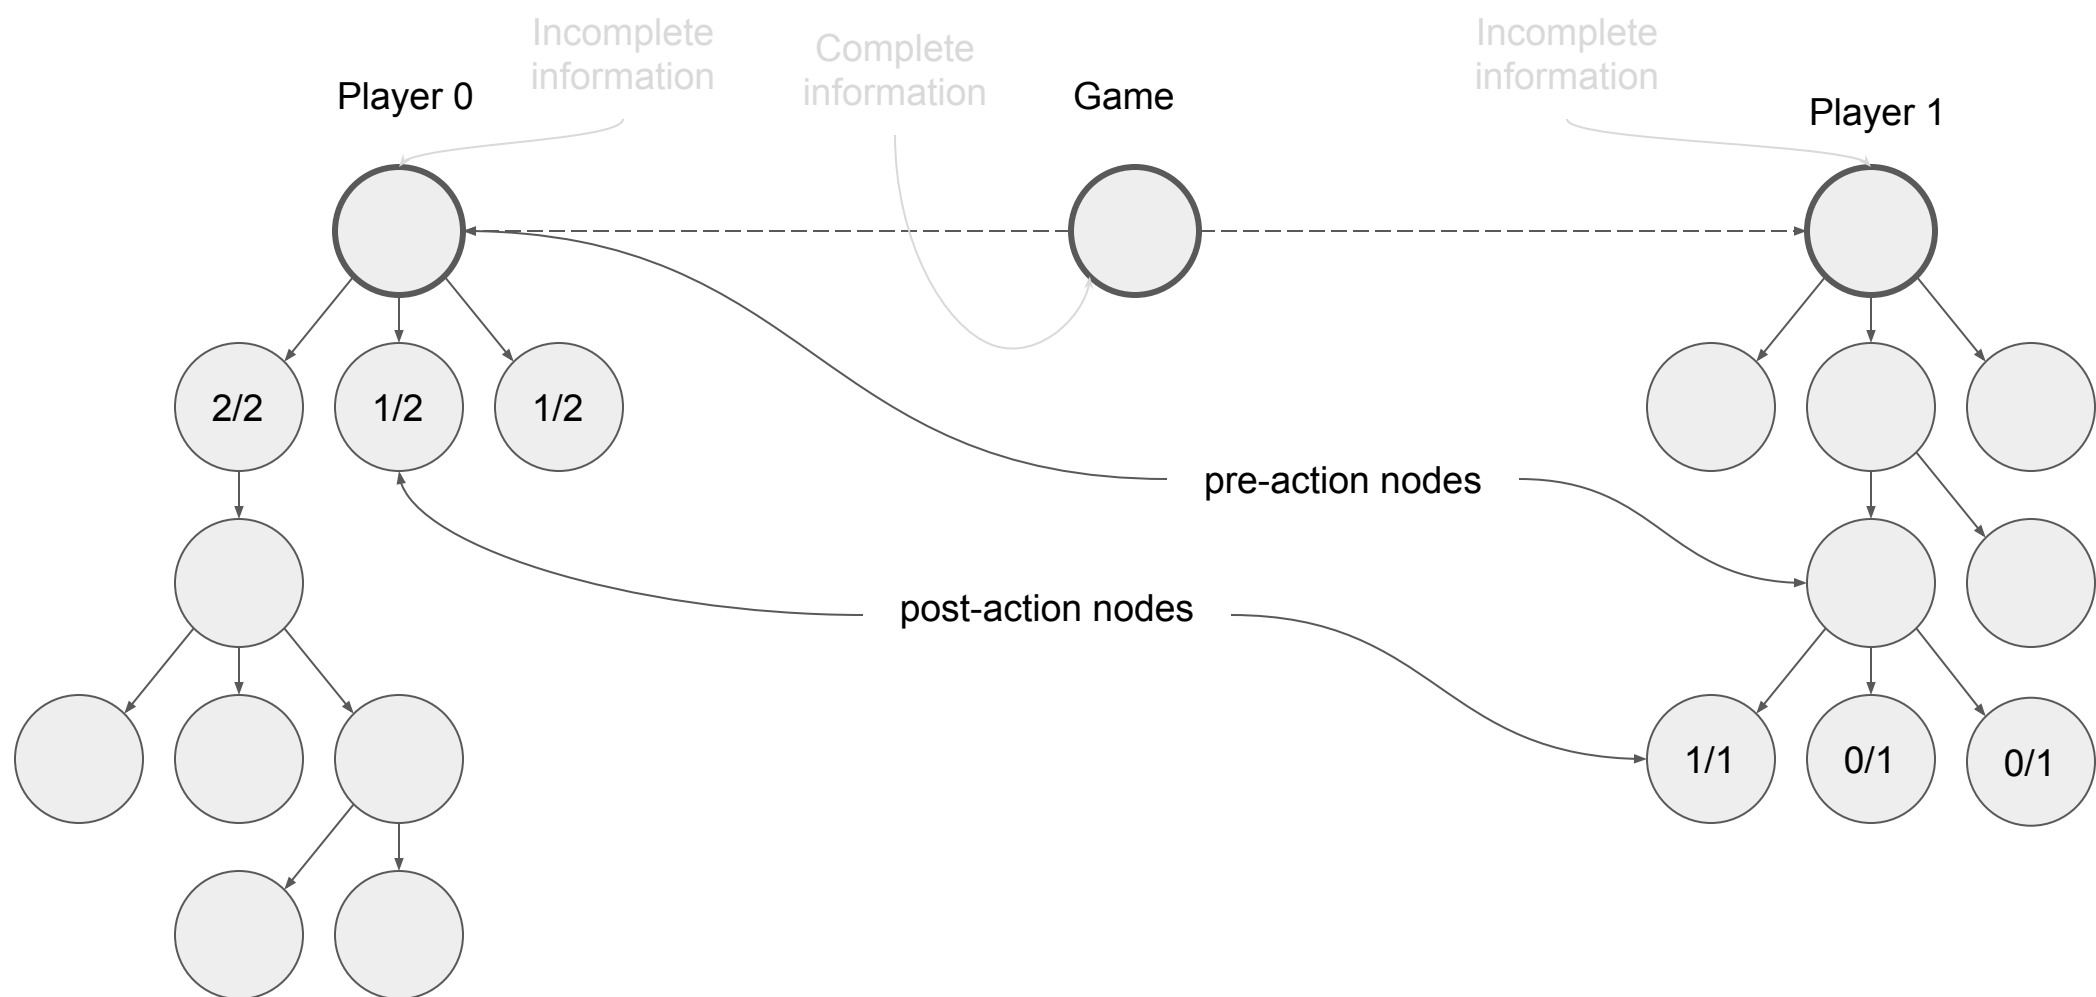 Incomplete
information
Complete
information
Incomplete
information
Player 0
Game
Player 1
2/2
1/2
1/2
pre-action nodes
post-action nodes
1/1
0/1
0/1